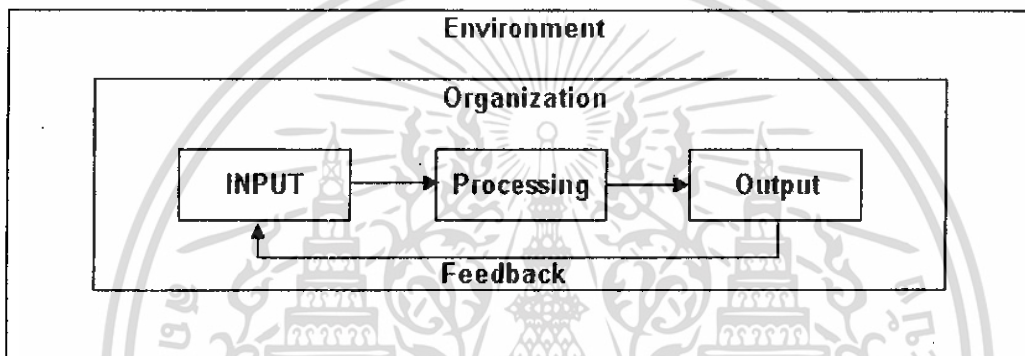 Environment
Organization
INPUT
Processing
Output
Feedback